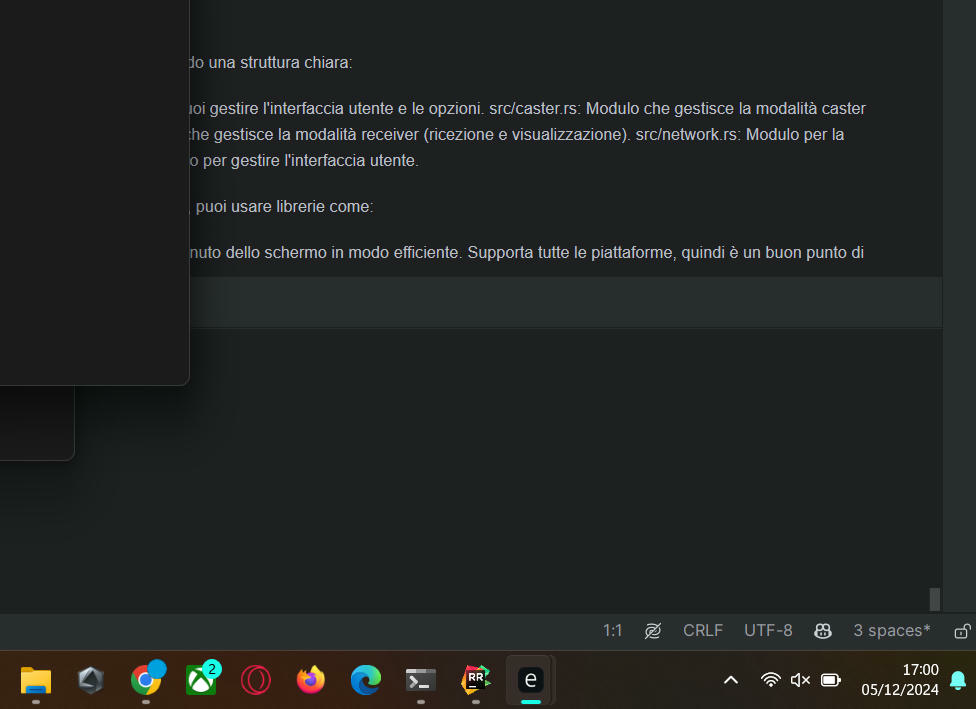 do una struttura chiara:
uoi gestire l'interfaccia utente e le opzioni. src/caster.rs: Modulo che gestisce la modalità caster
che gestisce la modalità receiver (ricezione e visualizzazione). src/network.rs: Modulo per la
o per gestire l'interfaccia utente.
, puoi usare librerie come:
nuto dello schermo in modo efficiente. Supporta tutte le piattaforme, quindi è un buon punto di
1:1 CRLF UTF-8 3 spaces*
2 RR e 17:00
05/12/2024